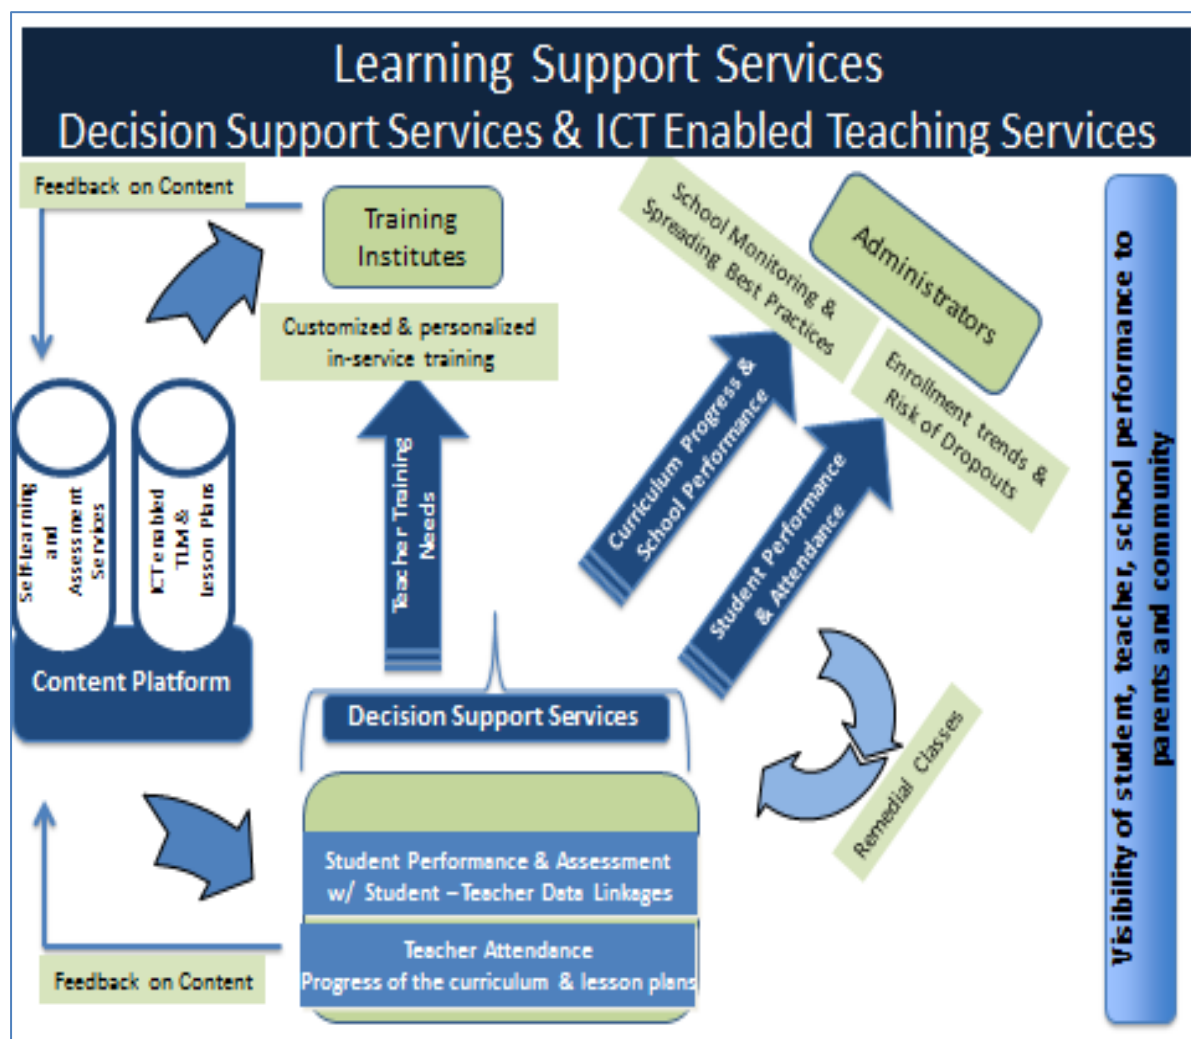 Learning Support Services
Decision Support Services & ICT Enabled Teaching Services
Feedback on Content
Training
Institutes
Customized & personalized
in-service training
School Monitoring &
Spreading Best Practices
Administrators
Enrollment trends &
Risk of Dropouts
Self-Learning
and
Assessment
Services
ICT enabled
TLM &
Lesson Plans
Content Platform
Teacher Training
Needs
Curriculum Progress &
School Performance
Student Performance
& Attendance
Decision Support Services
Remedial Classes
Student Performance & Assessment
w/ Student – Teacher Data Linkages
Teacher Attendance
Progress of the curriculum & lesson plans
Feedback on Content
Visibility of student, teacher, school performance to
parents and community